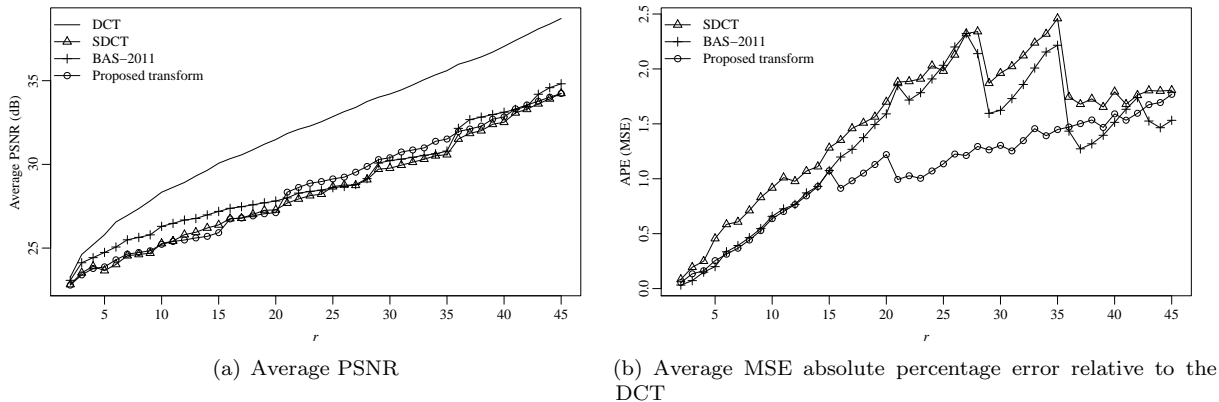 DCT
SDCT
BAS−2011
Proposed transform
Average PSNR (dB)
35
30
25
5 10 15 20 25 30 35 40 45
r
(a) Average PSNR
SDCT
BAS−2011
Proposed transform
APE (MSE)
2.5
2.0
1.5
1.0
0.5
0.0
5 10 15 20 25 30 35 40 45
r
(b) Average MSE absolute percentage error relative to the
DCT